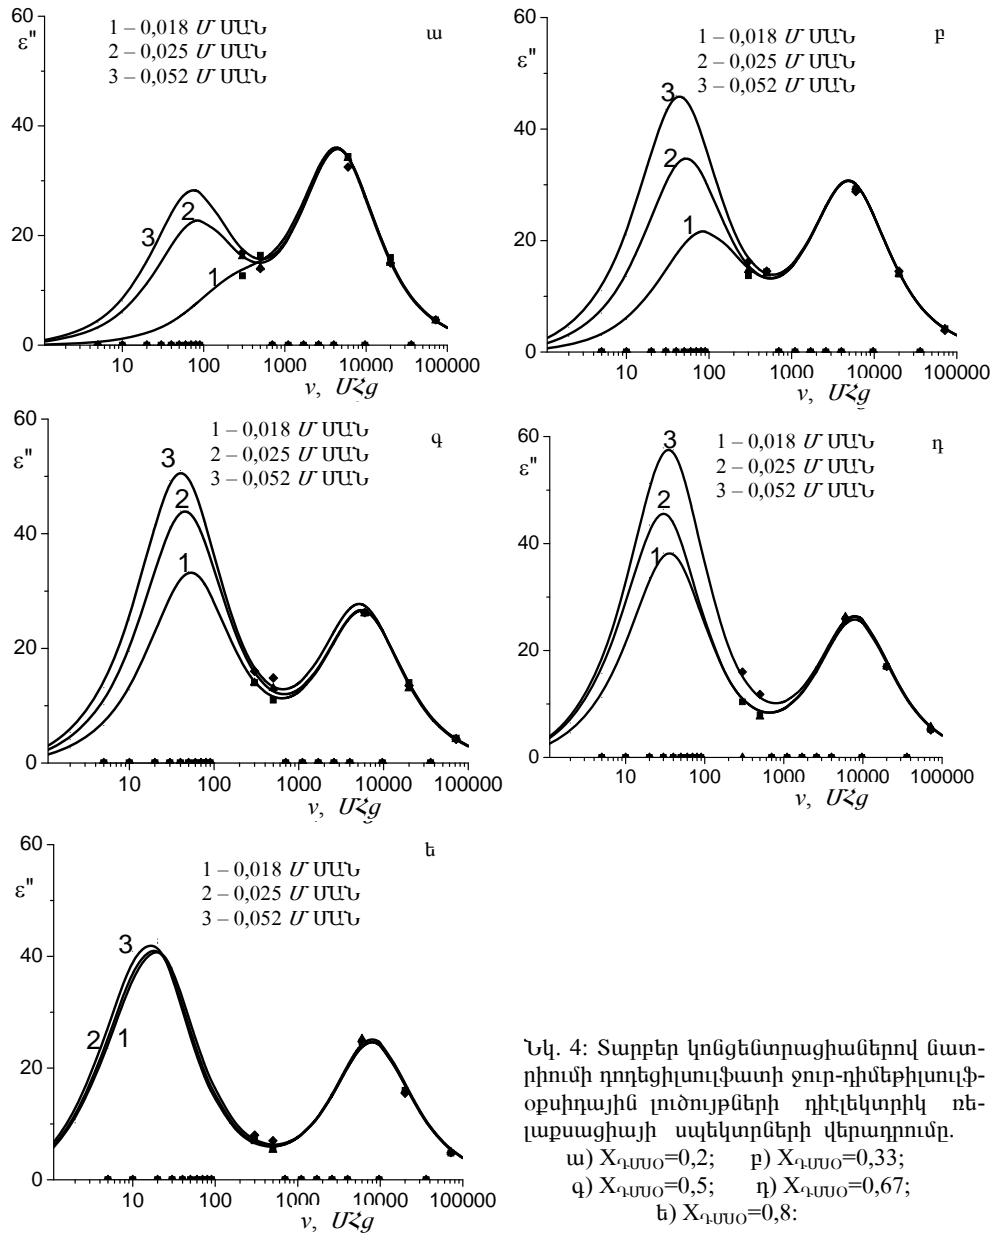 60
ε"
1 – 0,018 Մ ՍԱՆ
2 – 0,025 Մ ՍԱՆ
3 – 0,052 Մ ՍԱՆ
ա
40
20
0
3
2
1
10 100 1000 10000 100000
ν, ՄՀց
60
ε"
1 – 0,018 Մ ՍԱՆ
2 – 0,025 Մ ՍԱՆ
3 – 0,052 Մ ՍԱՆ
բ
40
20
0
3
2
1
10 100 1000 10000 100000
ν, ՄՀց
60
ε"
1 – 0,018 Մ ՍԱՆ
2 – 0,025 Մ ՍԱՆ
3 – 0,052 Մ ՍԱՆ
գ
40
20
0
3
2
1
10 100 1000 10000 100000
ν, ՄՀց
60
ε"
1 – 0,018 Մ ՍԱՆ
2 – 0,025 Մ ՍԱՆ
3 – 0,052 Մ ՍԱՆ
դ
40
20
0
3
2
1
10 100 1000 10000 100000
ν, ՄՀց
60
ε"
1 – 0,018 Մ ՍԱՆ
2 – 0,025 Մ ՍԱՆ
3 – 0,052 Մ ՍԱՆ
ե
40
20
0
3
2 1
10 100 1000 10000 100000
ν, ՄՀց
Նկ. 4: Տարբեր կոնցենտրացիաներով նատ-
րիումի դոդեցիլսուլֆատի ջուր-դիմեթիլսուլֆ-
օքսիդային լուծույթների դիէլեկտրիկ ռե-
լաքսացիայի սպեկտրների վերադրումը.
ա) XԴՄՍՕ=0,2; բ) XԴՄՍՕ=0,33;
գ) XԴՄՍՕ=0,5; դ) XԴՄՍՕ=0,67;
ե) XԴՄՍՕ=0,8: